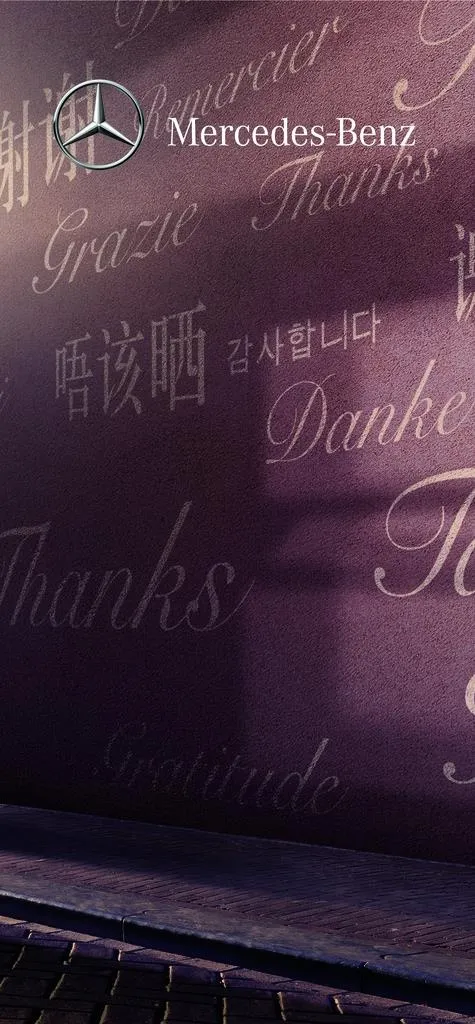 Remercier
谢谢
Mercedes-Benz
Thanks
Grazie
唔该晒
감사합니다
Danke
Thanks
Gratitude